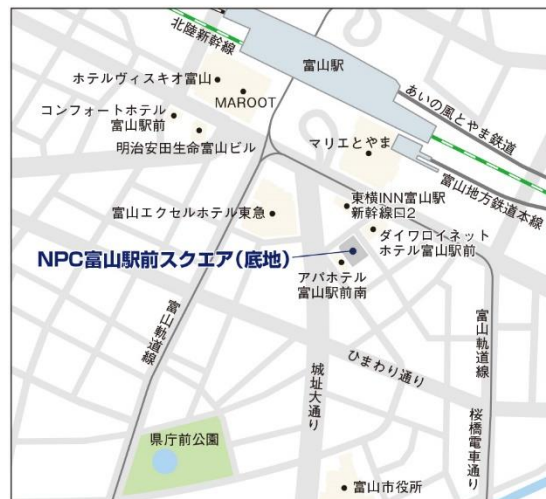 北陸新幹線
富山駅
ホテルヴィスキオ富山
MAROOT
あいの風とやま鉄道
コンフォートホテル
富山駅前
明治安田生命富山ビル
マリエとやま
富山地方鉄道本線
富山エクセルホテル東急
東横INN富山駅
新幹線口2
ダイワロイネット
ホテル富山駅前
NPC富山駅前スクエア(底地)
アパホテル
富山駅前南
富山軌道線
富山軌道線
ひまわり通り
城址大通り
桜橋電車通り
県庁前公園
富山市役所